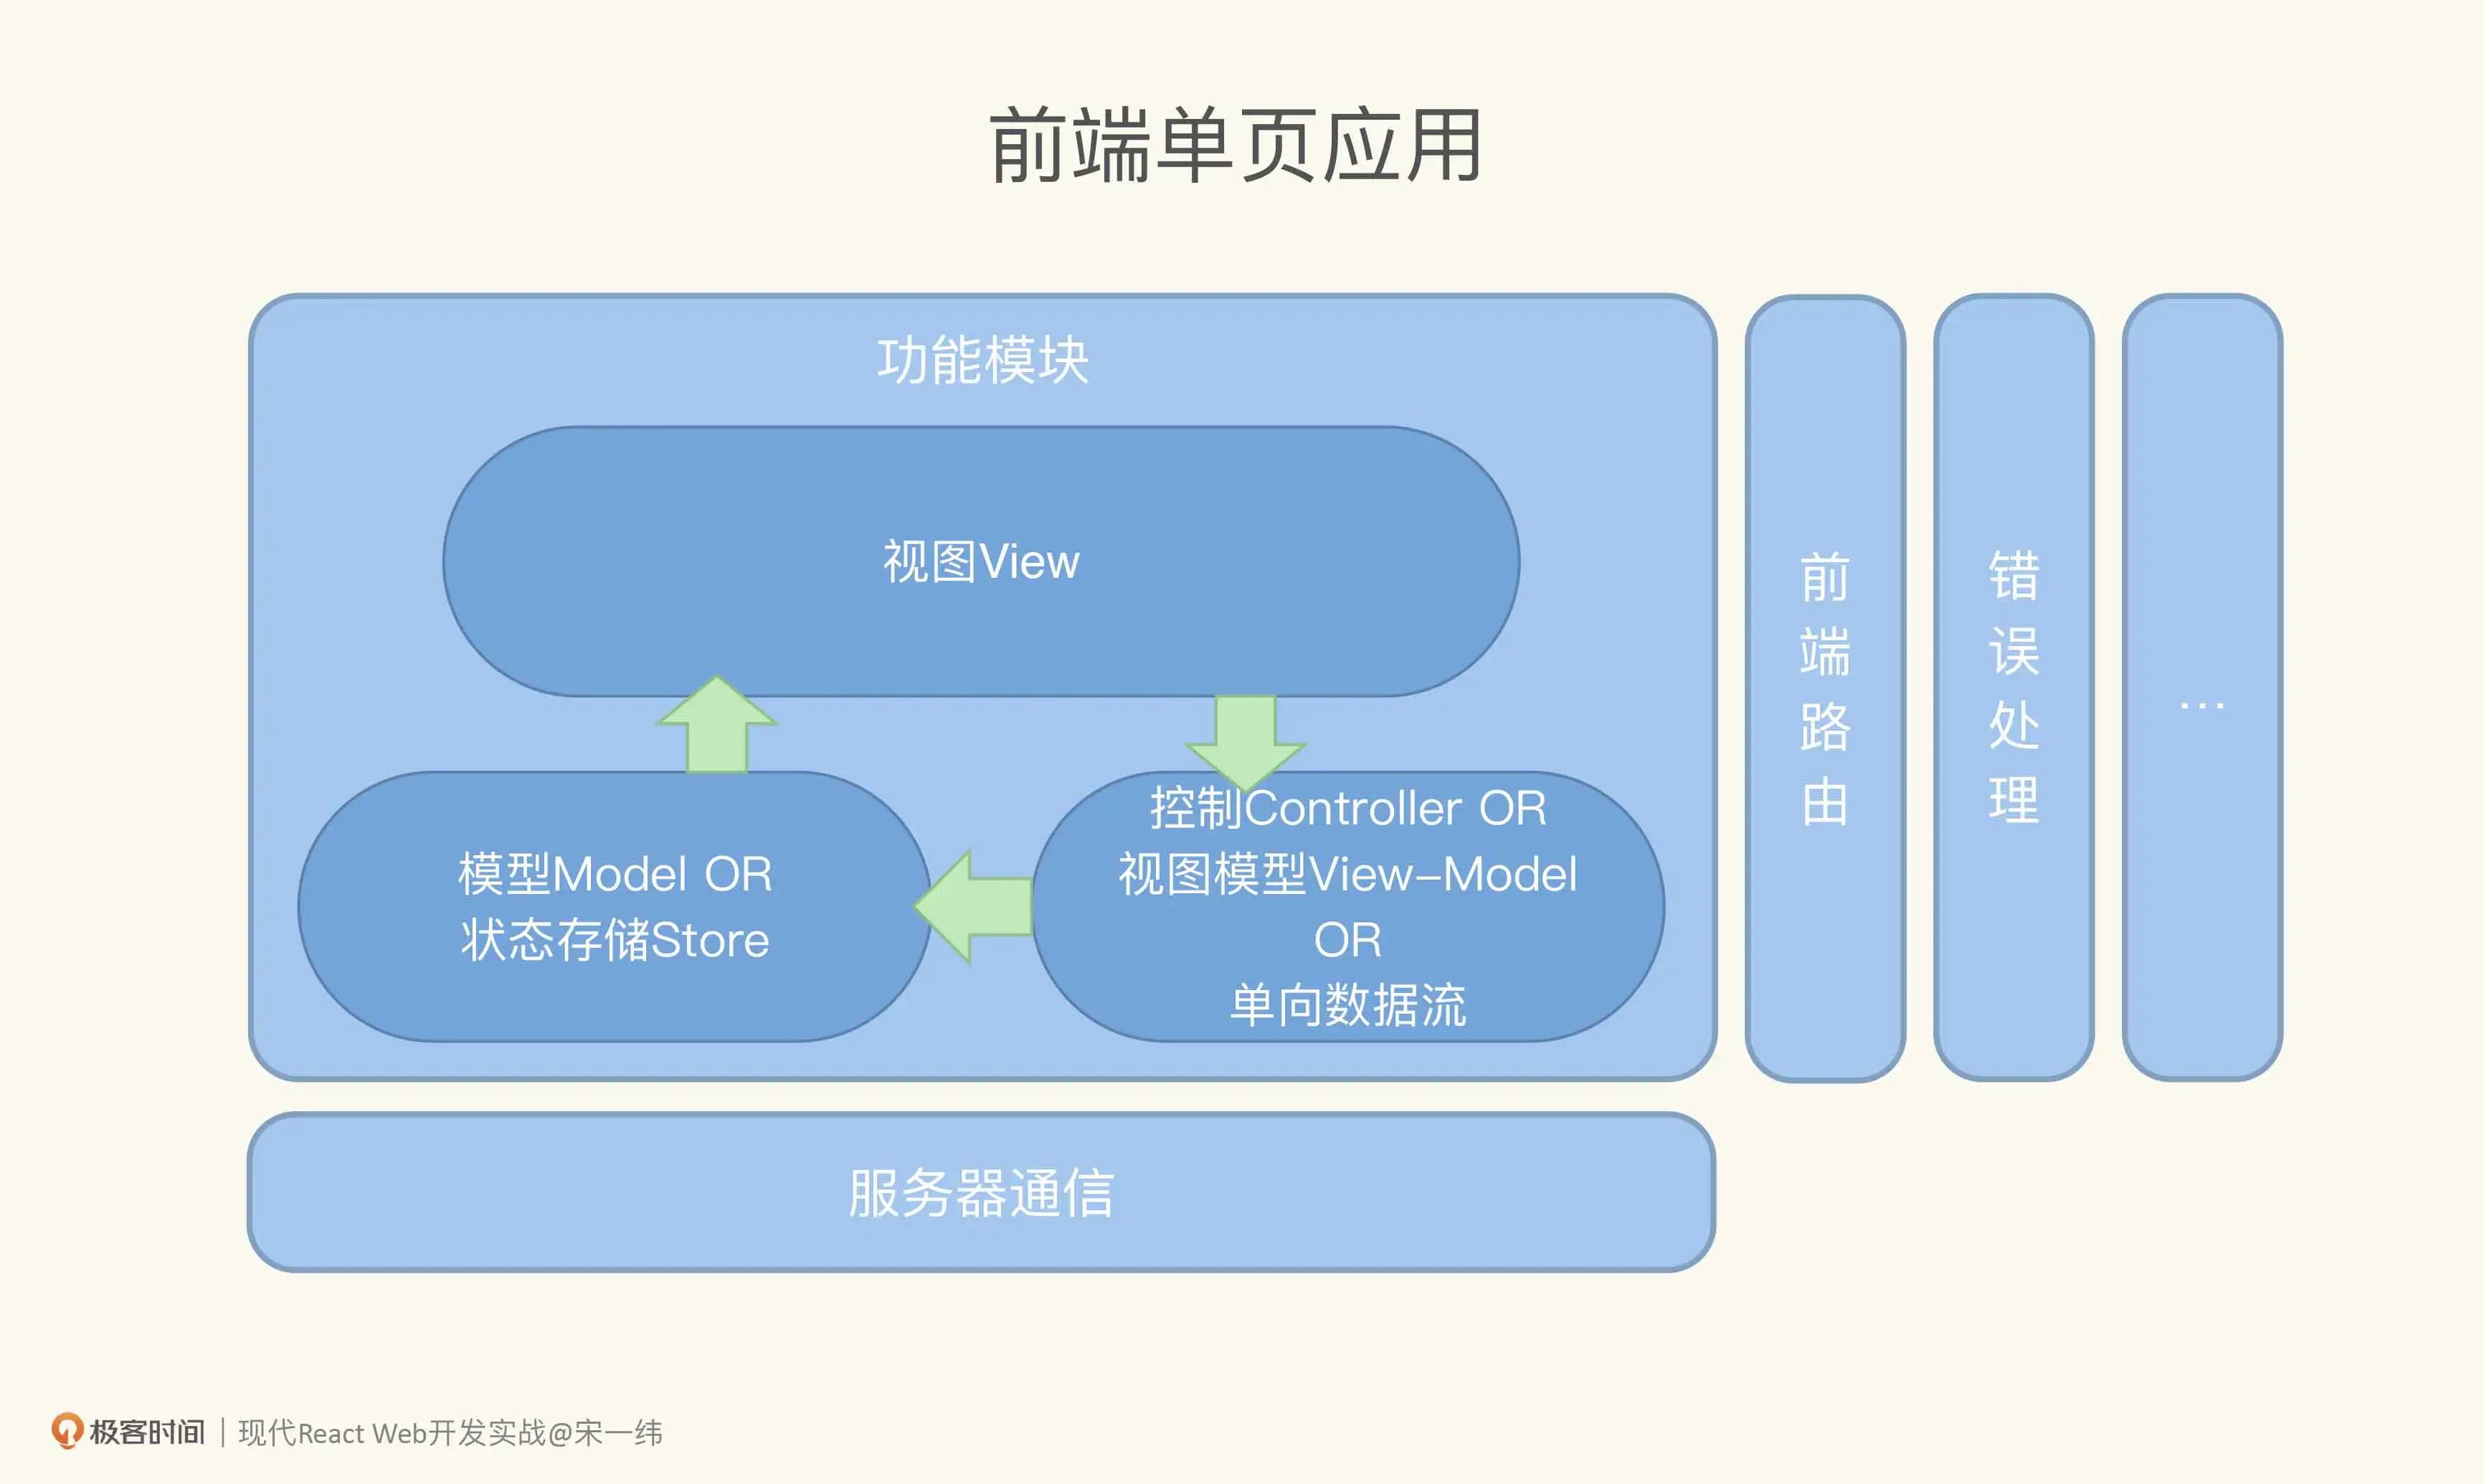 前端单页应用
功能模块
视图View
模型Model OR
状态存储Store
控制Controller OR
视图模型View-Model
OR
单向数据流
前端路由
错误处理
...
服务器通信
极客时间 | 现代React Web开发实战@宋一纬